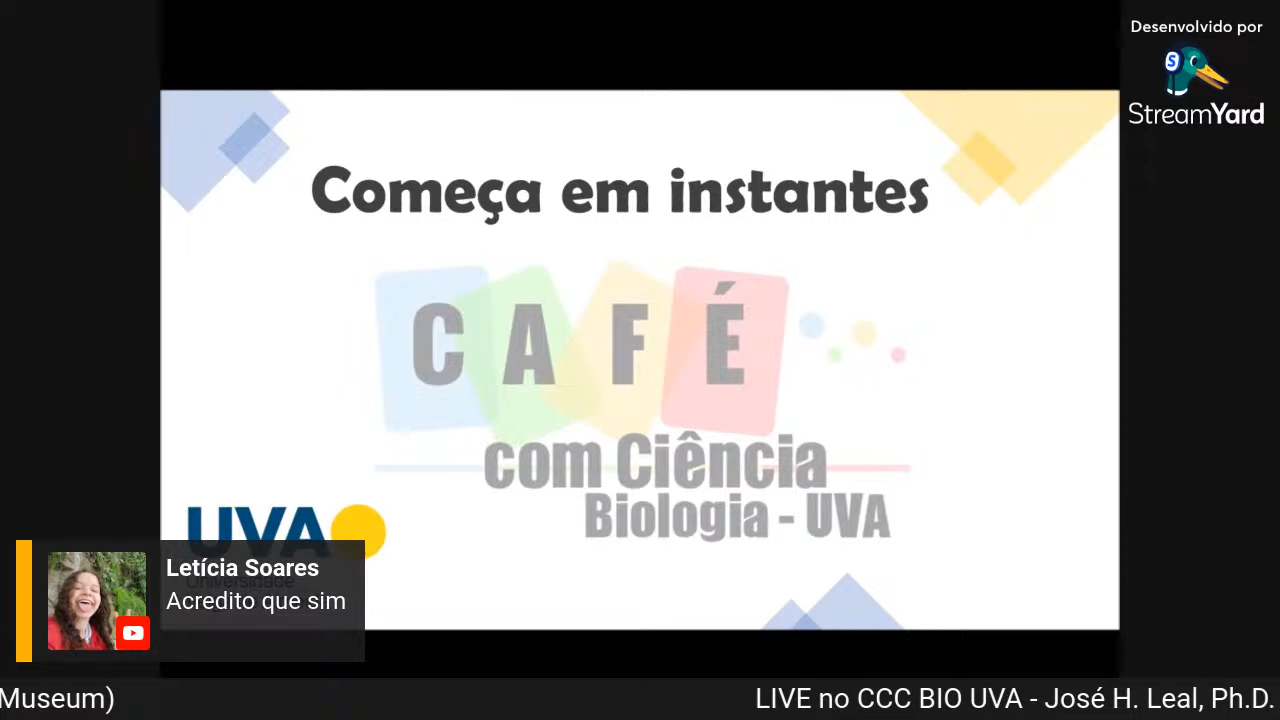 Desenvolvido por
StreamYard
Começa em instantes
CAFÉ
com Ciência
Biologia - UVA
UVA
Letícia Soares
Acredito que sim
Museum)
LIVE no CCC BIO UVA - José H. Leal, Ph.D.